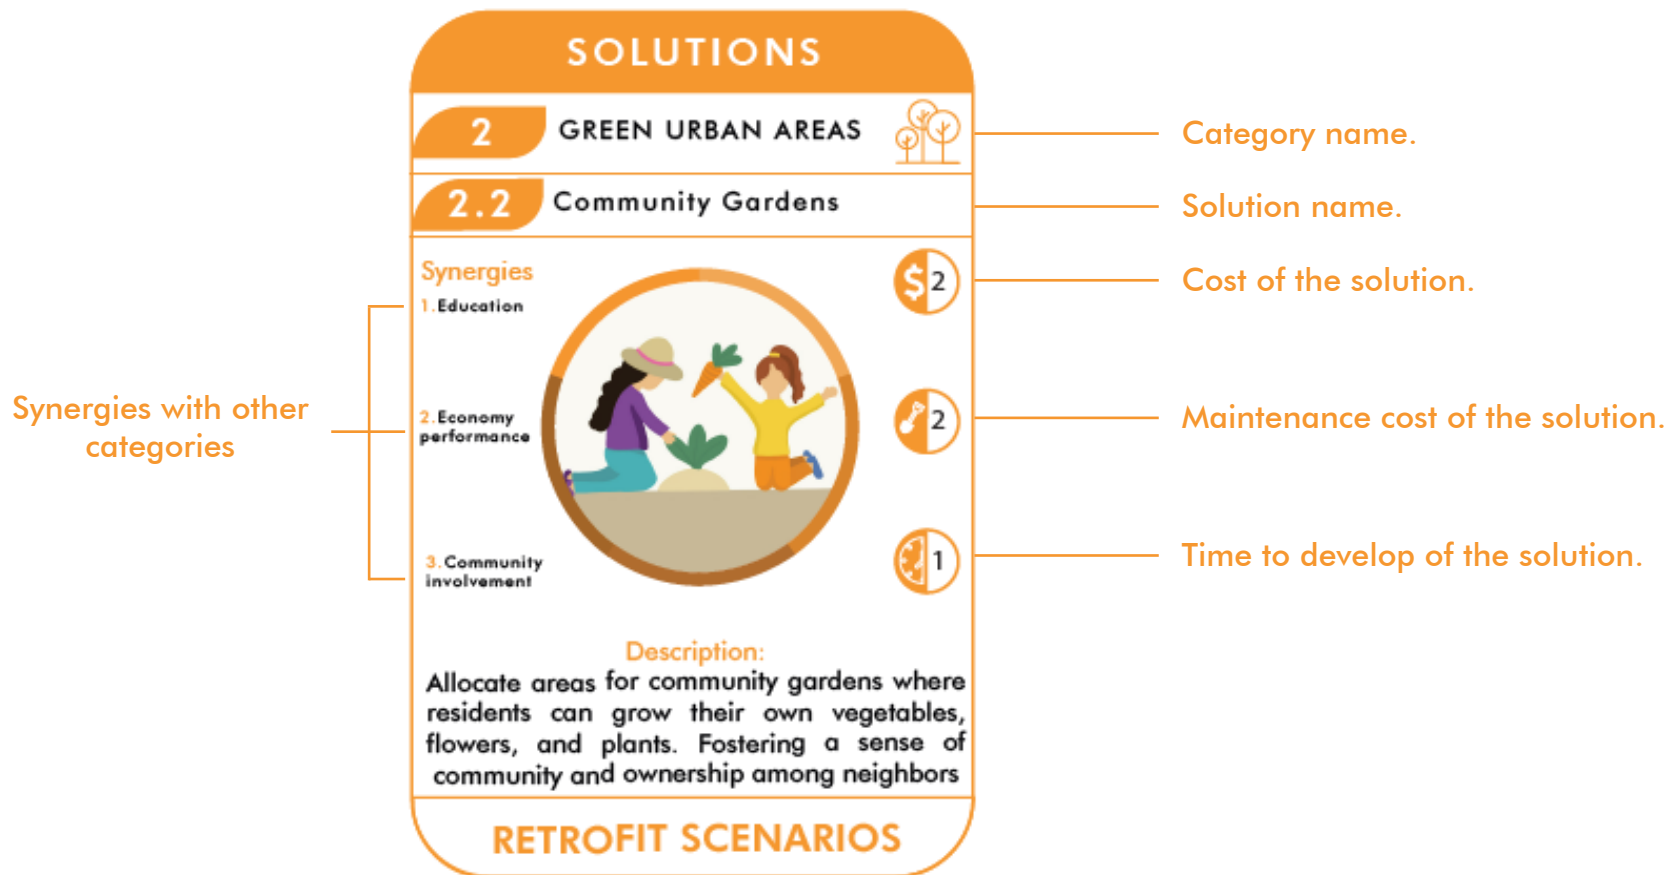 SOLUTIONS
2 GREEN URBAN AREAS
Category name.
2.2 Community Gardens
Solution name.
Synergies
1.Education
2.Economy
performance
3.Community
involvement
Synergies with other
categories
$ 2
Cost of the solution.
2
Maintenance cost of the solution.
1
Time to develop of the solution.
Description:
Allocate areas for community gardens where
residents can grow their own vegetables,
flowers, and plants. Fostering a sense of
community and ownership among neighbors
RETROFIT SCENARIOS